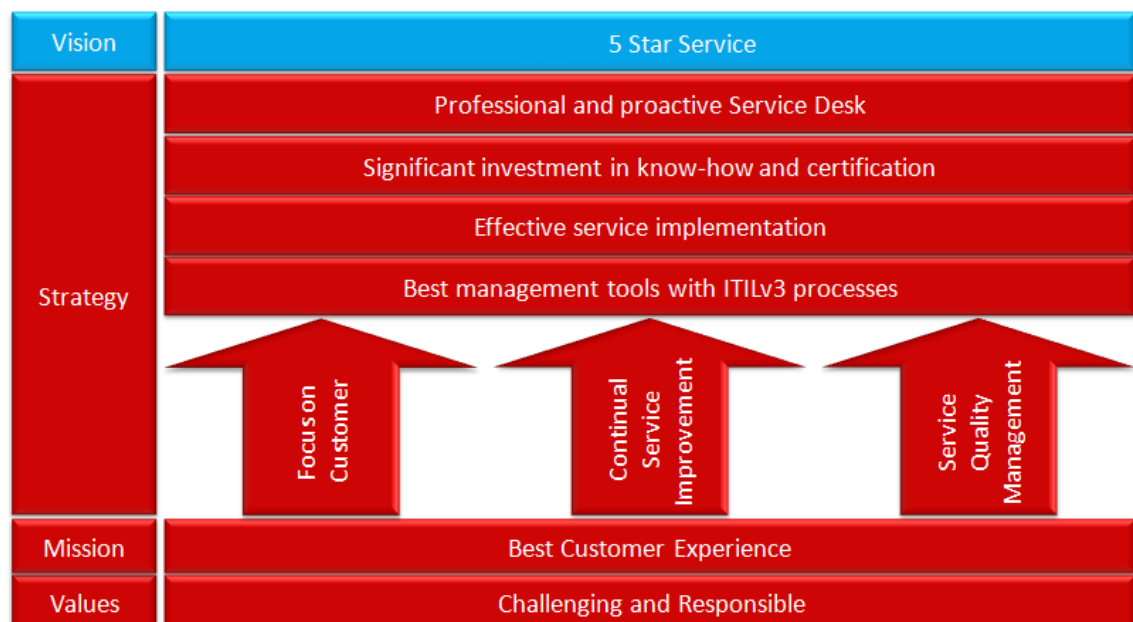 Vision
5 Star Service
Strategy
Professional and proactive Service Desk
Significant investment in know-how and certification
Effective service implementation
Best management tools with ITILv3 processes
Focus on
Customer
Continual
Service
Improvement
Service
Quality
Management
Mission
Best Customer Experience
Values
Challenging and Responsible